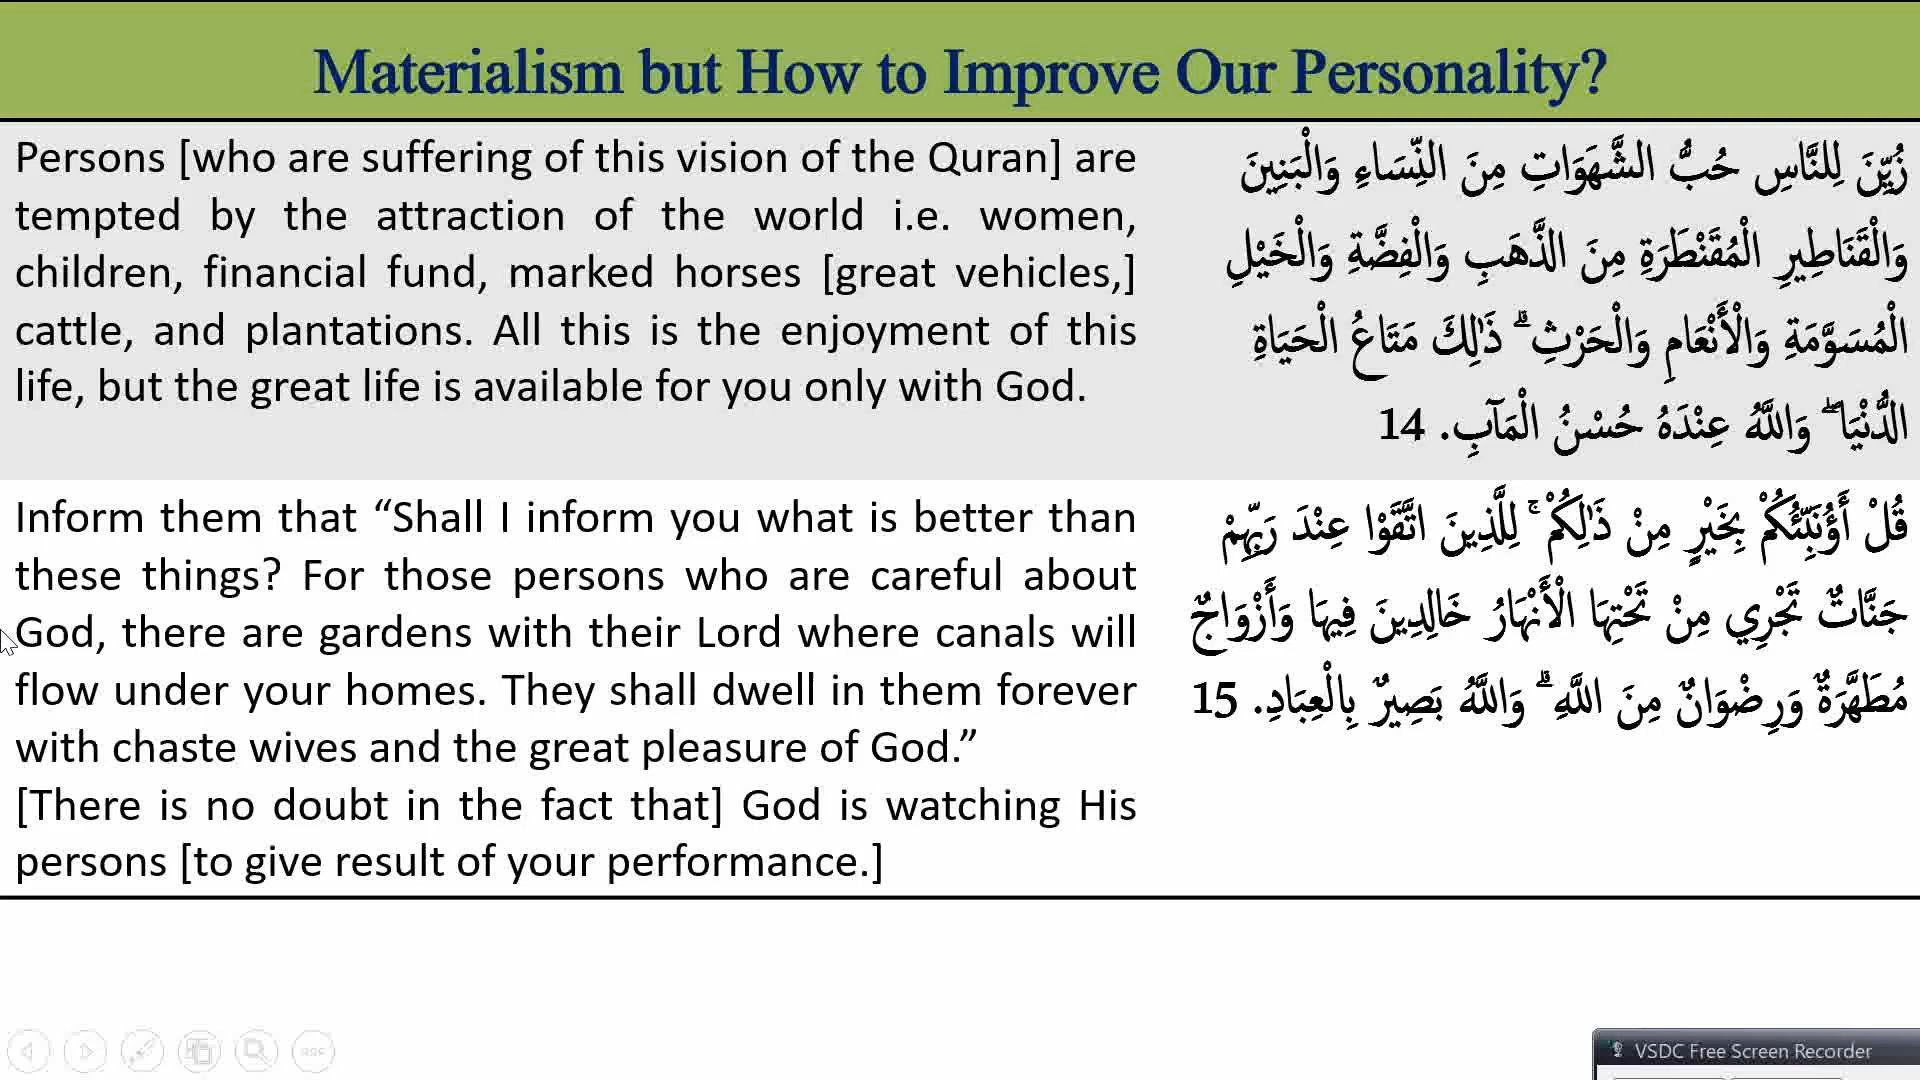 Materialism but How to Improve Our Personality?
Persons [who are suffering of this vision of the Quran] are
tempted by the attraction of the world i.e. women,
children, financial fund, marked horses [great vehicles,]
cattle, and plantations. All this is the enjoyment of this
life, but the great life is available for you only with God.
زُيِّنَ لِلنَّاسِ حُبُّ الشَّهَوَاتِ مِنَ النِّسَاءِ وَالْبَنِينَ
وَالْقَنَاطِيرِ الْمُقَنْطَرَةِ مِنَ الذَّهَبِ وَالْفِضَّةِ وَالْخَيْلِ
الْمُسَوَّمَةِ وَالْأَنْعَامِ وَالْحَرْثِ ۗ ذَٰلِكَ مَتَاعُ الْحَيَاةِ
الدُّنْيَا ۖ وَاللَّهُ عِنْدَهُ حُسْنُ الْمَآبِ. 14
Inform them that “Shall I inform you what is better than
these things? For those persons who are careful about
God, there are gardens with their Lord where canals will
flow under your homes. They shall dwell in them forever
with chaste wives and the great pleasure of God.”
[There is no doubt in the fact that] God is watching His
persons [to give result of your performance.]
قُلْ أَؤُنَبِّئُكُمْ بِخَيْرٍ مِنْ ذَٰلِكُمْ ۚ لِلَّذِينَ اتَّقَوْا عِنْدَ رَبِّهِمْ
جَنَّاتٌ تَجْرِي مِنْ تَحْتِهَا الْأَنْهَارُ خَالِدِينَ فِيهَا وَأَزْوَاجٌ
مُطَهَّرَةٌ وَرِضْوَانٌ مِنَ اللَّهِ ۗ وَاللَّهُ بَصِيرٌ بِالْعِبَادِ. 15
VSDC Free Screen Recorder